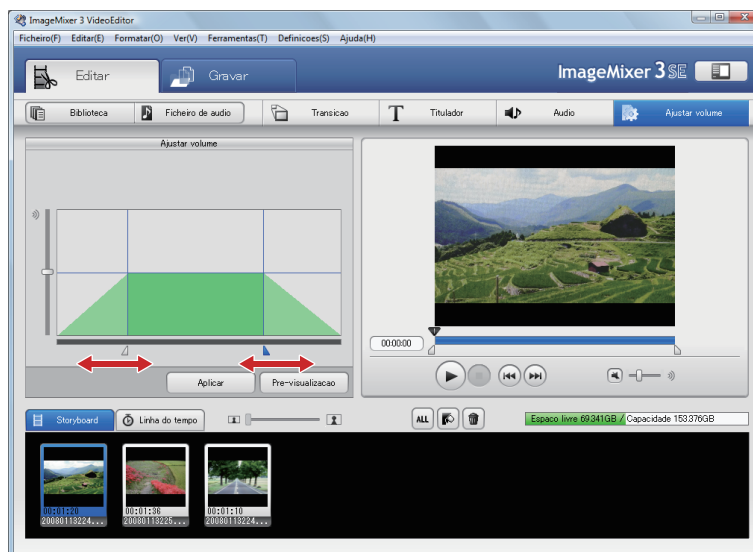 ImageMixer 3 VideoEditor
Ficheiro(F) Editar(E) Formatar(O) Ver(V) Ferramentas(T) Definicoes(S) Ajuda(H)
Editar Gravar ImageMixer 3 SE
Biblioteca Ficheiro de audio Transicao T Titulador Audio Ajustar volume
Ajustar volume
00:00:00
Aplicar Pre-visualizacao
Storyboard Linha do tempo ALL Espaco livre 69.341GB / Capacidade 153.376GB
00:01:20 00:01:36 00:01:10
20080113224... 20080113225... 20080113224...